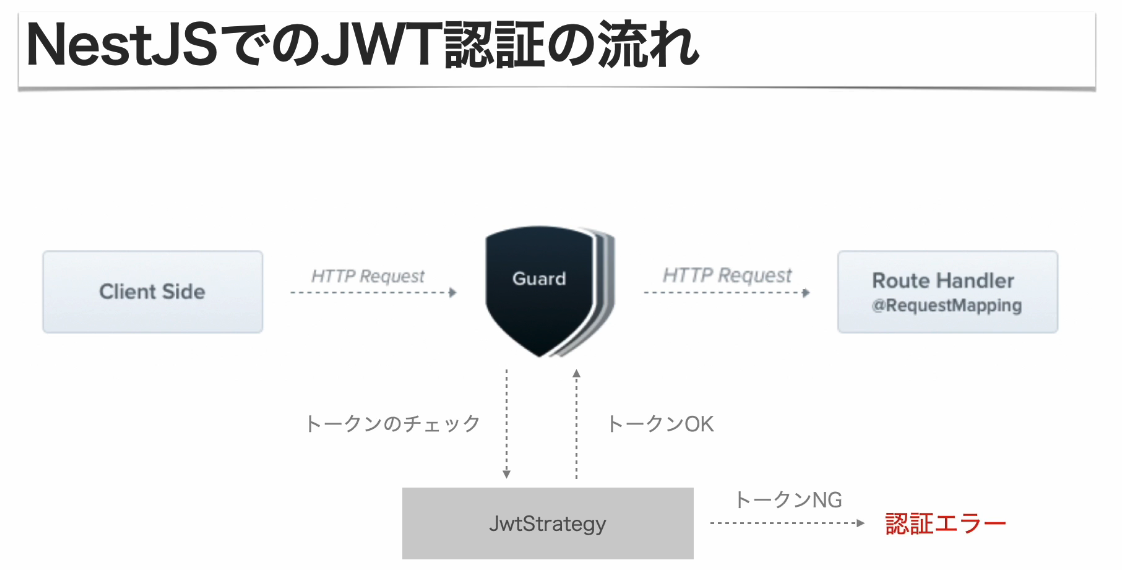 NestJSでのJWT認証の流れ
Client Side
HTTP Request
Guard
HTTP Request
Route Handler
@RequestMapping
トークンのチェック
トークンOK
JwtStrategy
トークンNG
認証エラー